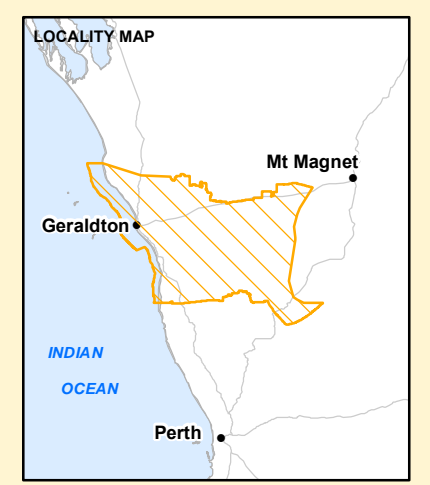 LOCALITY MAP
Mt Magnet
Geraldton
INDIAN
OCEAN
Perth